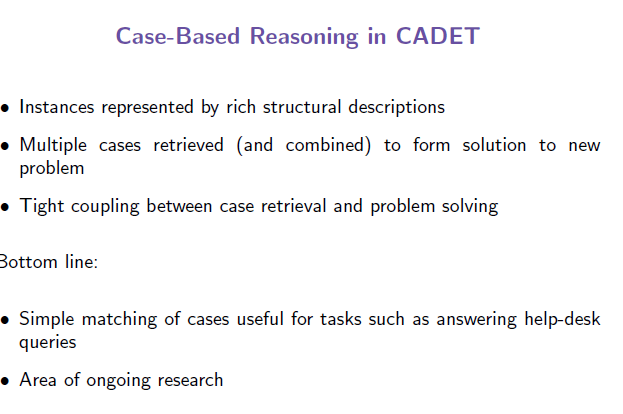 Case-Based Reasoning in CADET
• Instances represented by rich structural descriptions
• Multiple cases retrieved (and combined) to form solution to new
problem
• Tight coupling between case retrieval and problem solving
Bottom line:
• Simple matching of cases useful for tasks such as answering help-desk
queries
• Area of ongoing research